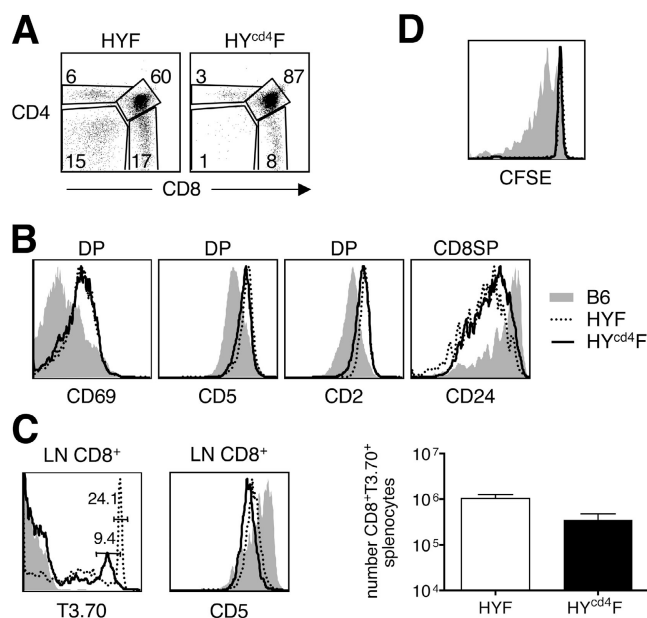 A
HYF
HYcd4F
6
60
3
87
CD4
15
17
1
8
CD8
D
CFSE
B
DP
DP
DP
CD8SP
B6
HYF
HYcd4F
CD69
CD5
CD2
CD24
C
LN CD8+
LN CD8+
24.1
9.4
T3.70
CD5
number CD8+T3.70+
splenocytes
10⁷
10⁶
10⁵
10⁴
HYF
HYcd4F